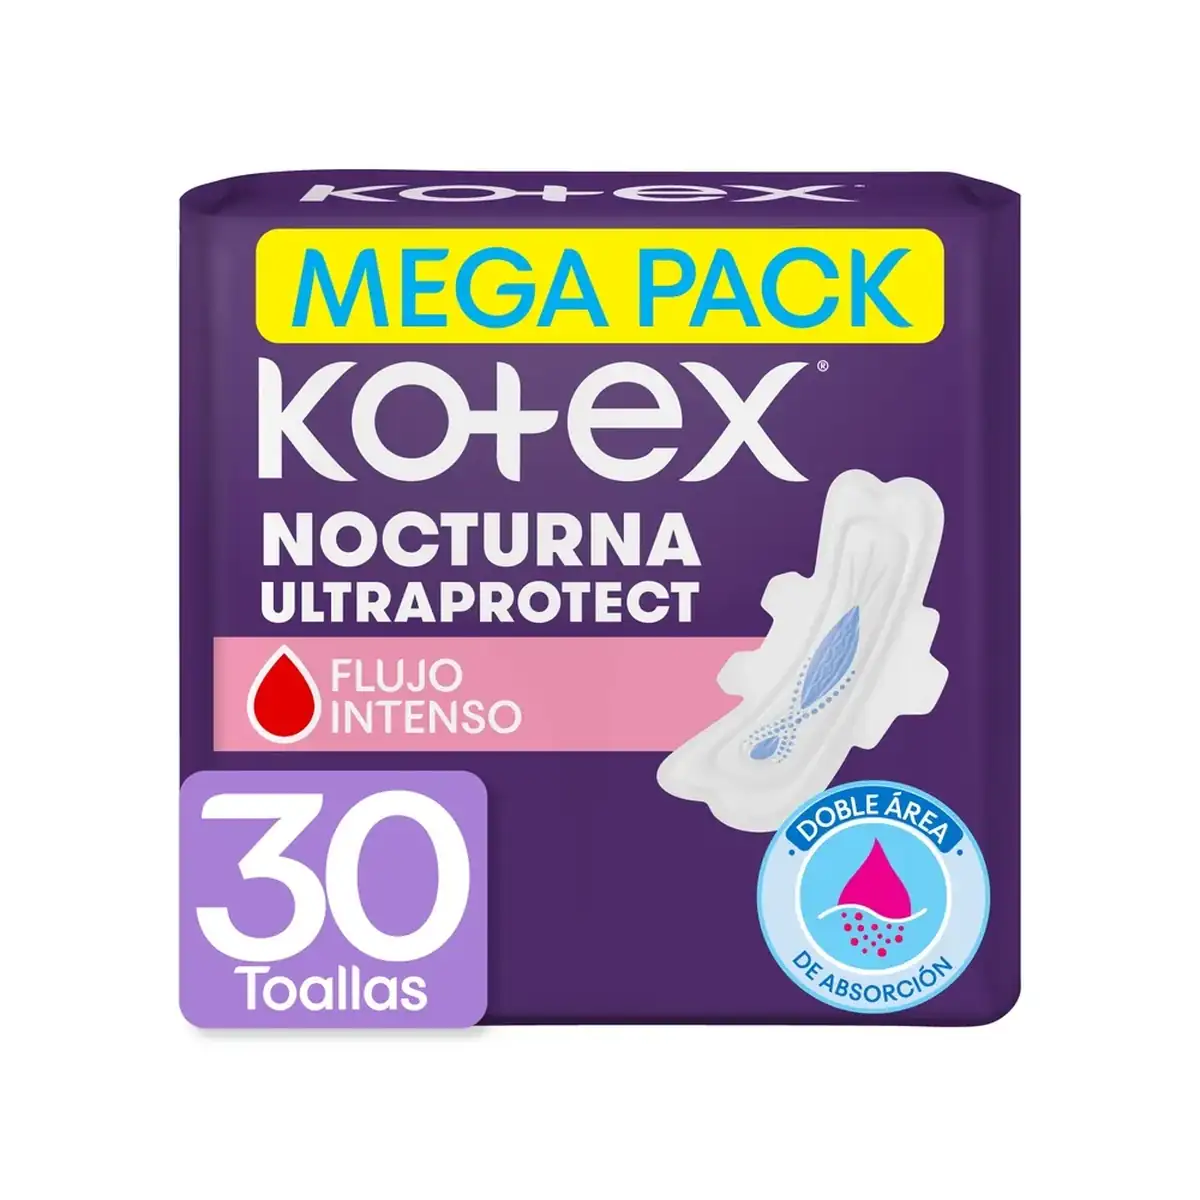 kotex
MEGA PACK
kotex®
NOCTURNA
ULTRAPROTECT
FLUJO
INTENSO
30
Toallas
DOBLE ÁREA
DE ABSORCIÓN